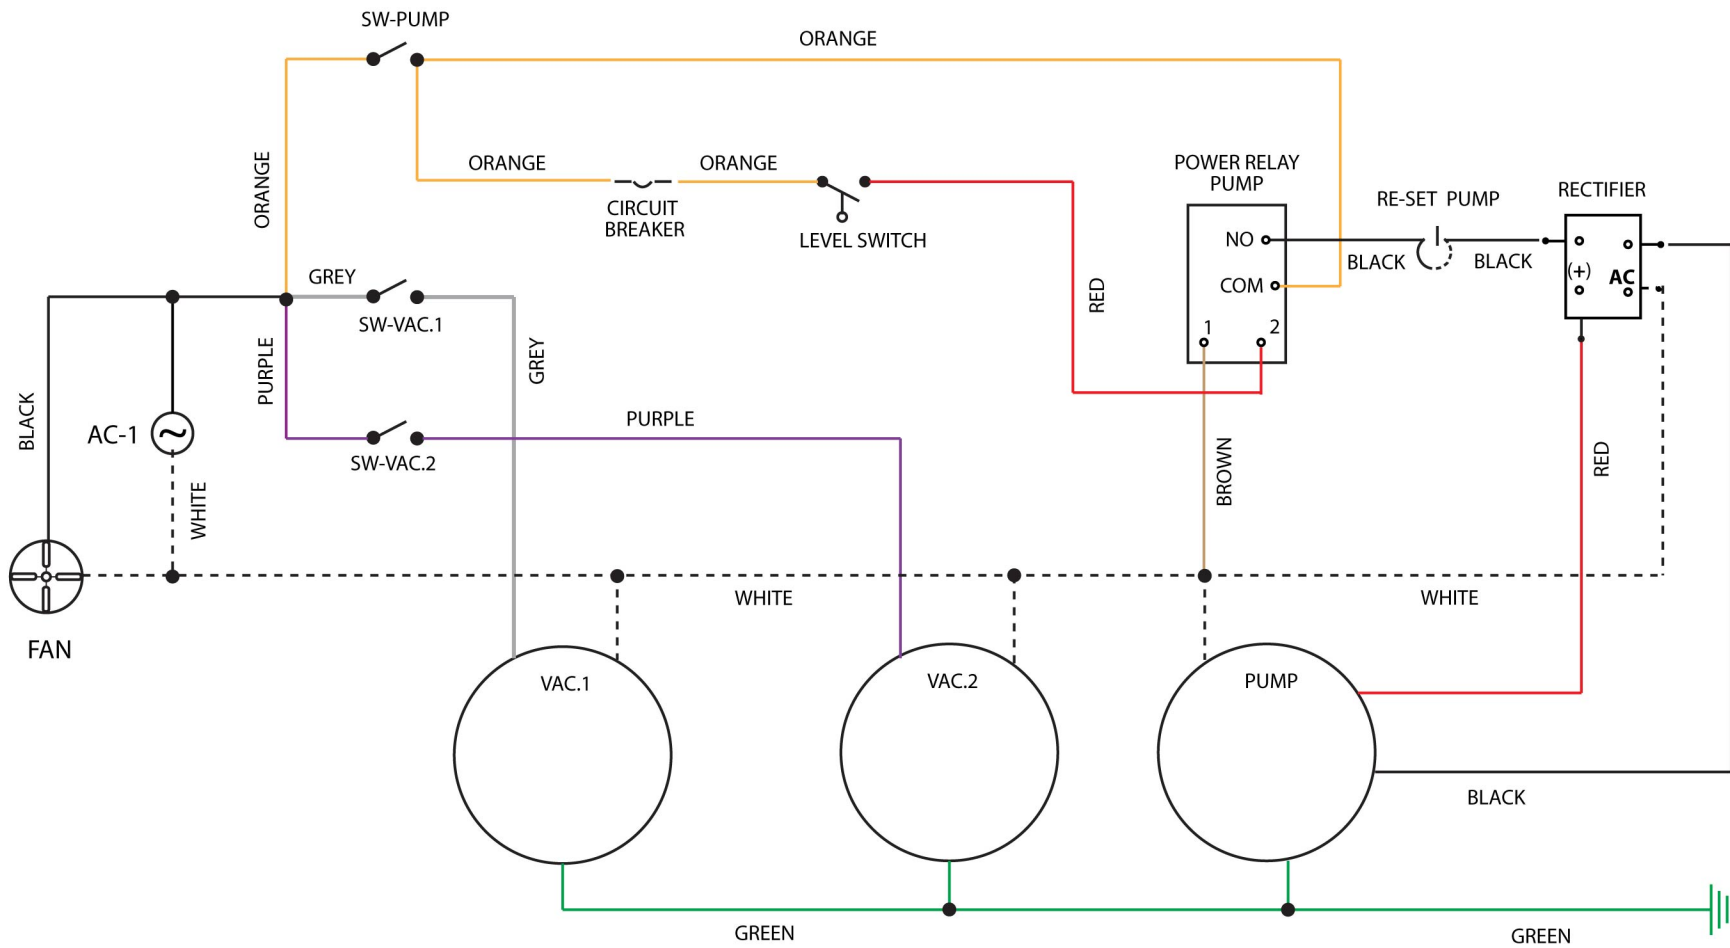 SW-PUMP
ORANGE
ORANGE
ORANGE
ORANGE
CIRCUIT
BREAKER
LEVEL SWITCH
POWER RELAY
PUMP
NO
COM
1
2
RE-SET PUMP
BLACK
BLACK
RECTIFIER
(+)
AC
GREY
SW-VAC.1
GREY
PURPLE
PURPLE
SW-VAC.2
RED
BROWN
RED
BLACK
AC-1
WHITE
FAN
WHITE
WHITE
VAC.1
VAC.2
PUMP
BLACK
GREEN
GREEN